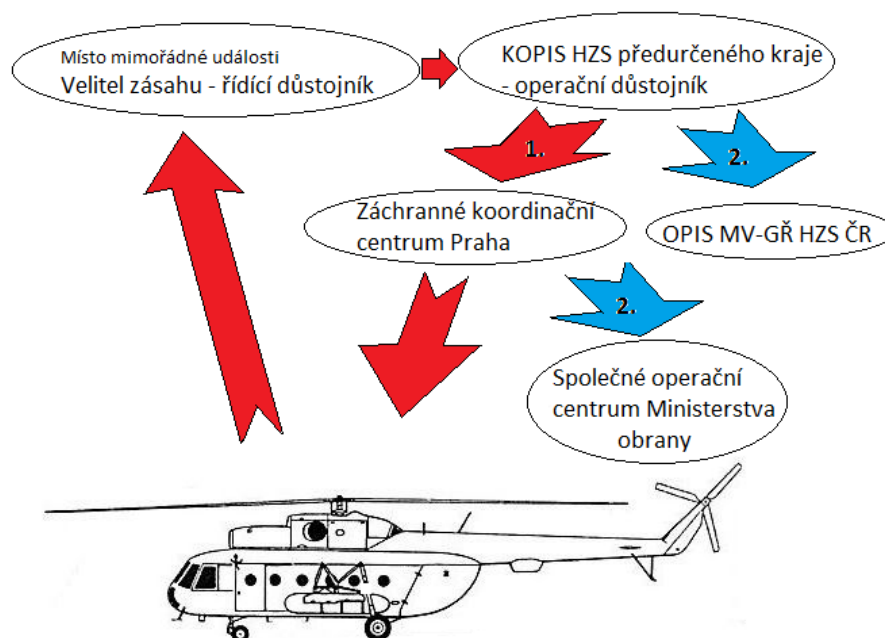 Místo mimořádné události
Velitel zásahu - řídící důstojník
KOPIS HZS předurčeného kraje
- operační důstojník
1.
2.
Záchranné koordinační
centrum Praha
OPIS MV-GŘ HZS ČR
2.
Společné operační
centrum Ministerstva
obrany